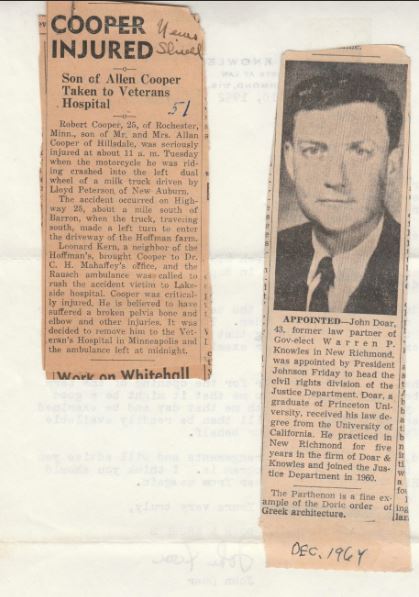 COOPER
INJURED
News
Shield
Son of Allen Cooper
Taken to Veterans
Hospital
51
Robert Cooper, 25, of Rochester,
Minn., son of Mr. and Mrs. Allan
Cooper of Hillsdale, was seriously
injured at about 11 a. m. Tuesday
when the motorcycle he was rid-
ing crashed into the left dual
wheel of a milk truck driven by
Lloyd Peterson of New Auburn.
The accident occurred on High-
way 25, about a mile south of
Barron, when the truck, traveling
south, made a left turn to enter
the driveway of the Hoffman farm.
Leonard Kern, a neighbor of the
Hoffman's, brought Cooper to Dr.
C. H. Mahaffey's office, and the
Rausch ambulance was called to
rush the accident victim to Lake-
side hospital. Cooper was critical-
ly injured. He is believed to have
suffered a broken pelvis bone and
elbow and other injuries. It was
decided to remove him to the Vet-
eran's Hospital in Minneapolis and
the ambulance left at midnight.
Work on Whitehall
APPOINTED—John Doar,
43, former law partner of
Gov-elect Warren P.
Knowles in New Richmond,
was appointed by President
Johnson Friday to head the
civil rights division of the
Justice Department. Doar, a
graduate of Princeton Uni-
versity, received his law de-
gree from the University of
California. He practiced in
New Richmond for five
years in the firm of Doar &
Knowles and joined the Jus-
tice Department in 1960.
The Parthenon is a fine ex-
ample of the Doric order of
Greek architecture.
DEC. 1964